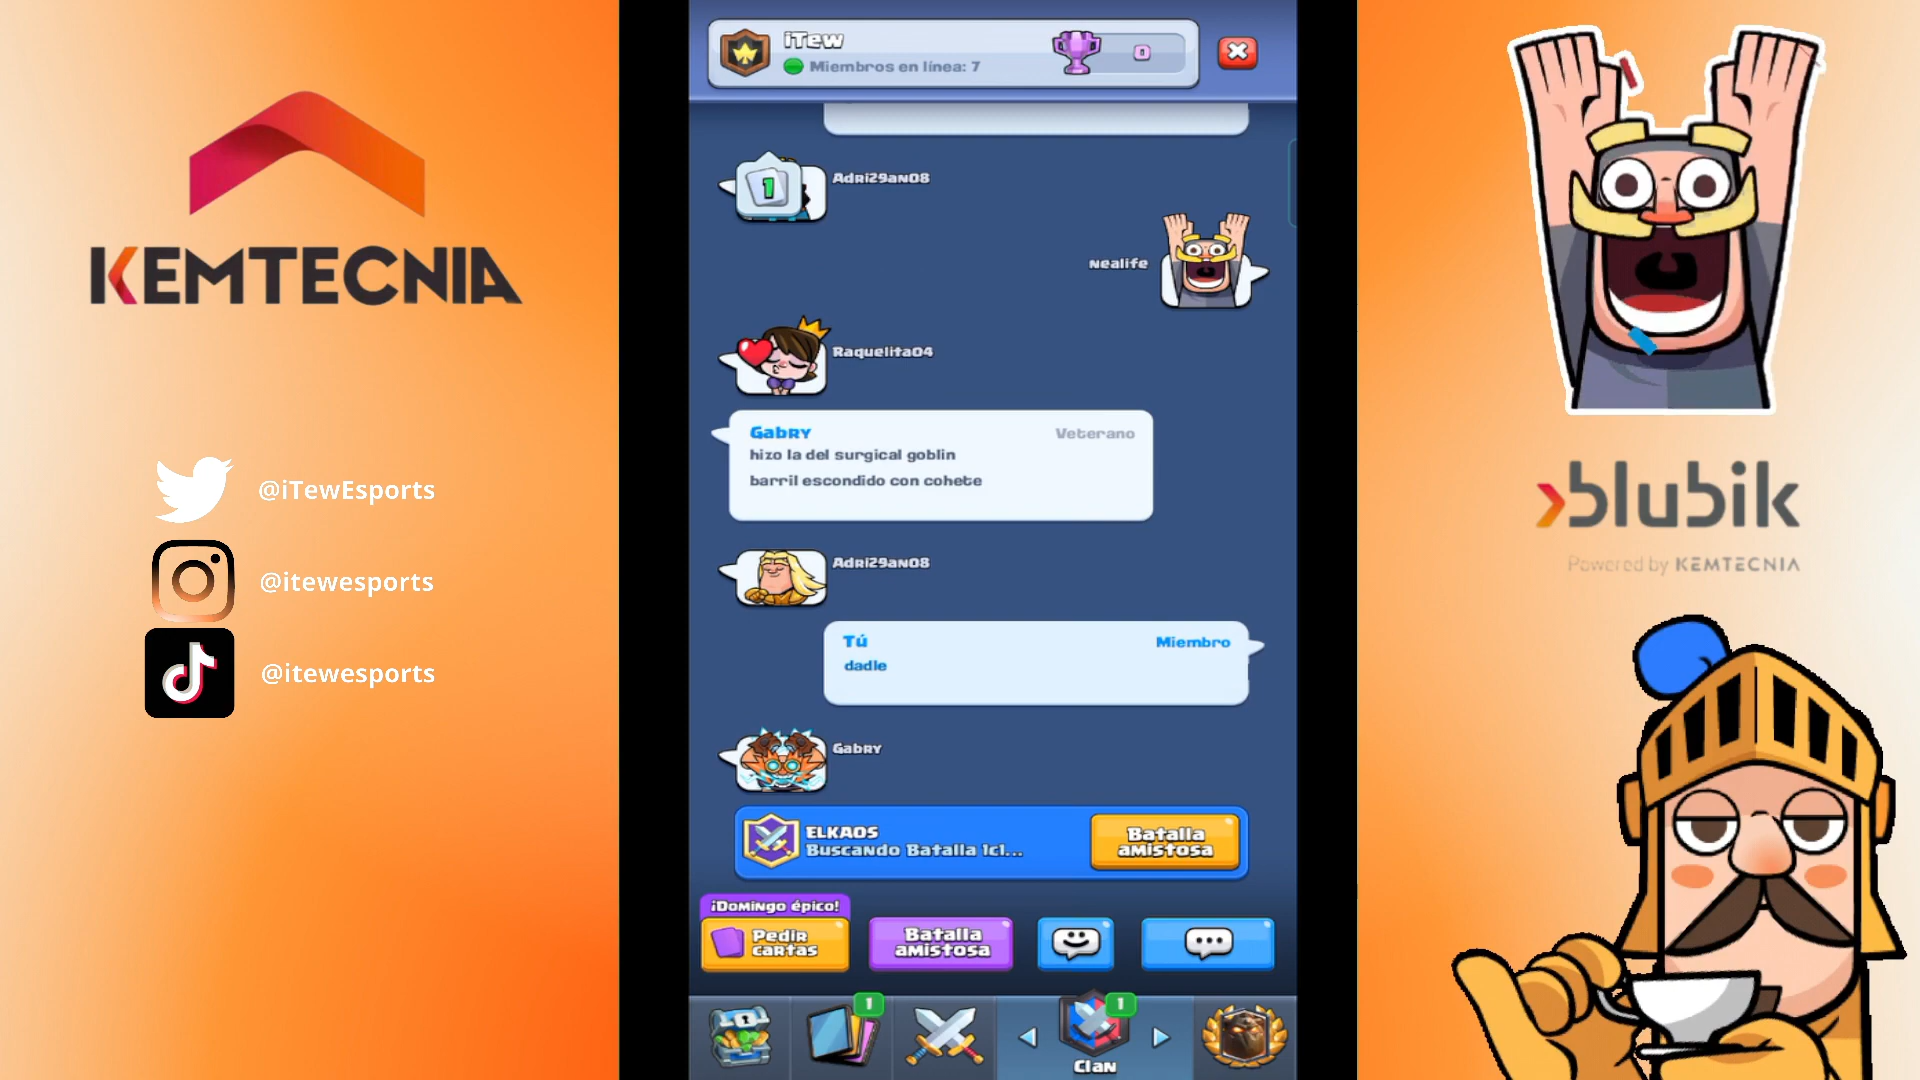 KEMTECNIA
@iTewEsports
@itewesports
@itewesports
iTew
Miembros en línea: 7
0
1
Adri29an08
nealife
Raquelita04
Gabry
Veterano
hizo la del surgical goblin
barril escondido con cohete
Adri29an08
Tú
Miembro
dadle
Gabry
ELKAOS
Buscando Batalla 1c1...
Batalla
amistosa
¡Domingo épico!
Pedir
cartas
Batalla
amistosa
1
1
Clan
blubik
Powered by KEMTECNIA